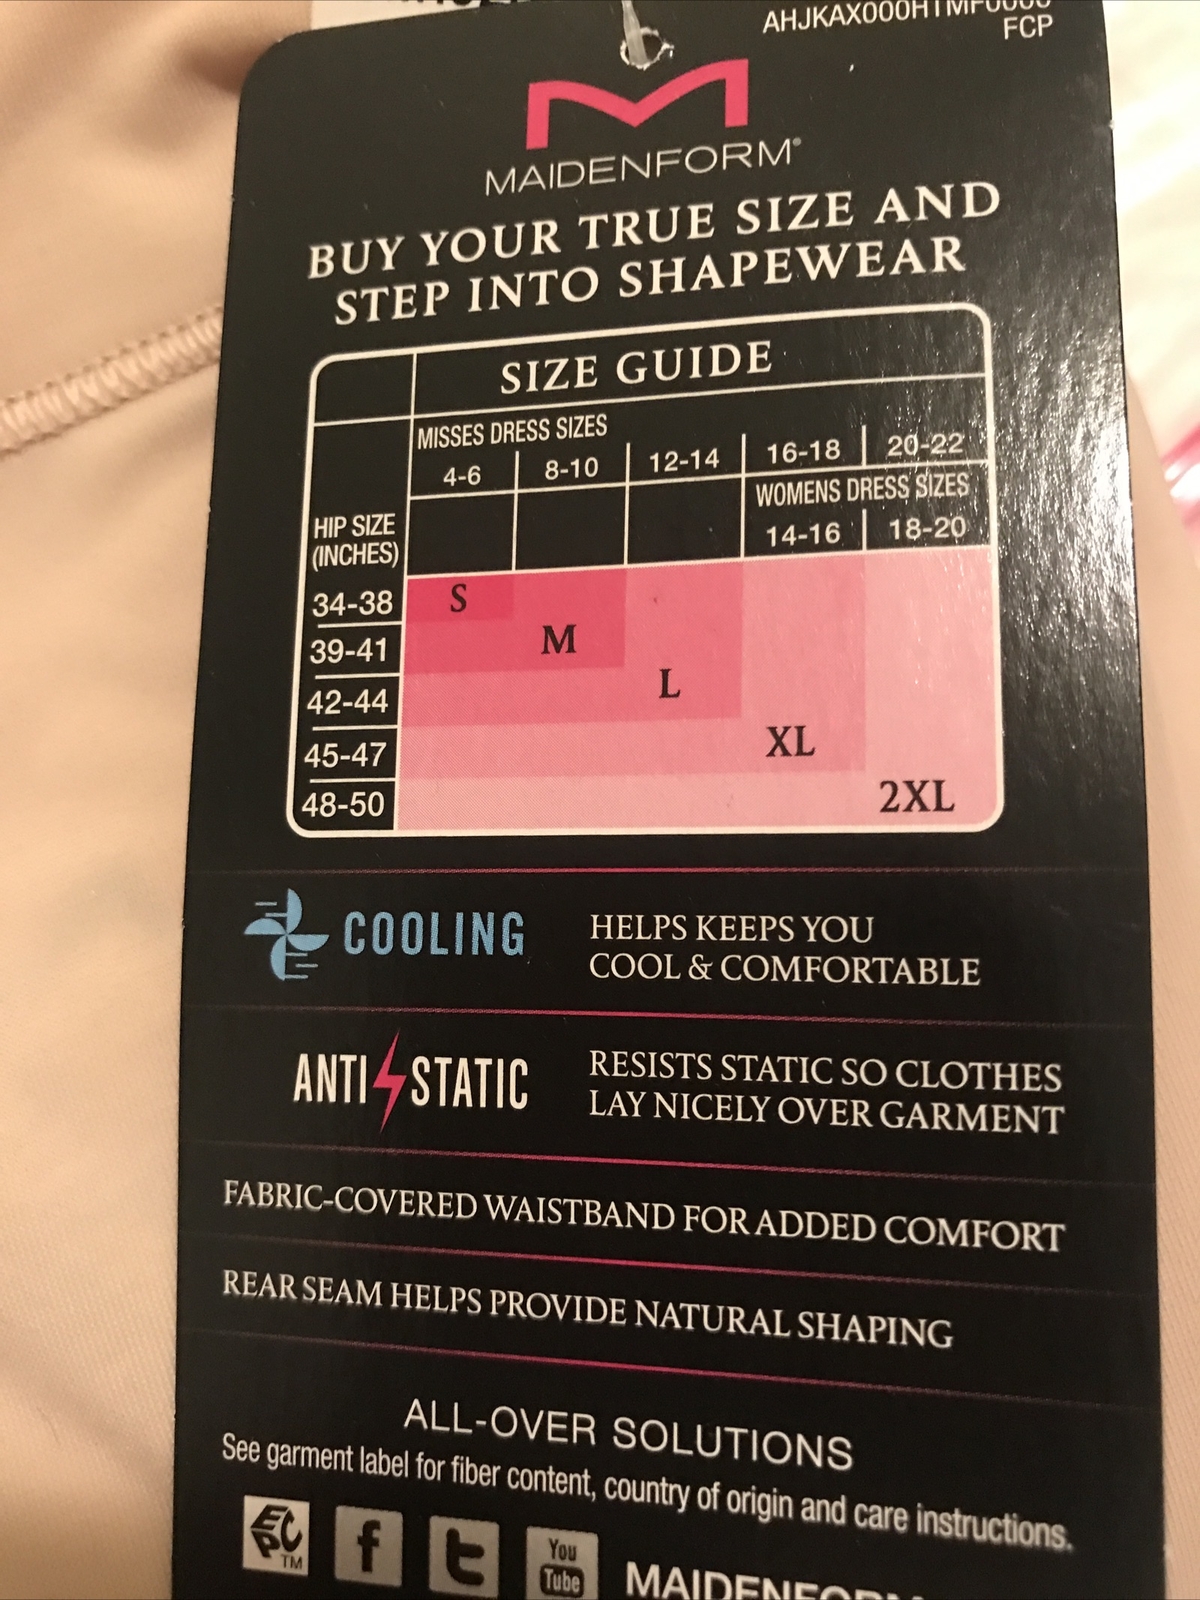 FCP
MAIDENFORM®
BUY YOUR TRUE SIZE AND
STEP INTO SHAPEWEAR
SIZE GUIDE
MISSES DRESS SIZES
4-6 8-10 12-14 16-18 20-22
WOMENS DRESS SIZES
14-16 18-20
HIP SIZE
(INCHES)
34-38 S
39-41 M
42-44 L
45-47 XL
48-50 2XL
COOLING
HELPS KEEPS YOU
COOL & COMFORTABLE
ANTI STATIC
RESISTS STATIC SO CLOTHES
LAY NICELY OVER GARMENT
FABRIC-COVERED WAISTBAND FOR ADDED COMFORT
REAR SEAM HELPS PROVIDE NATURAL SHAPING
ALL-OVER SOLUTIONS
See garment label for fiber content, country of origin and care instructions.
EPC TM f t You
Tube MAIDENFORM